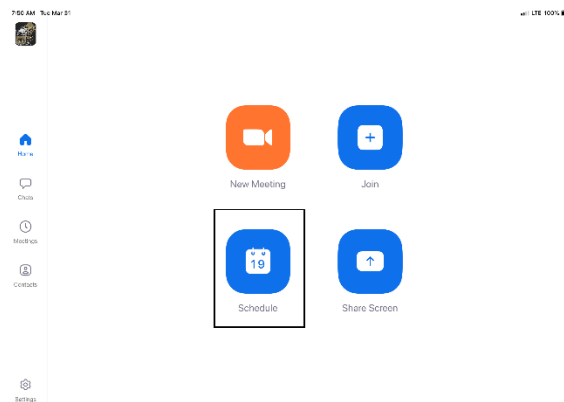 7:50 AM Tue Mar 31
LTE 100%
Home
Chats
Meetings
Contacts
Settings
New Meeting
Join
19
Schedule
Share Screen